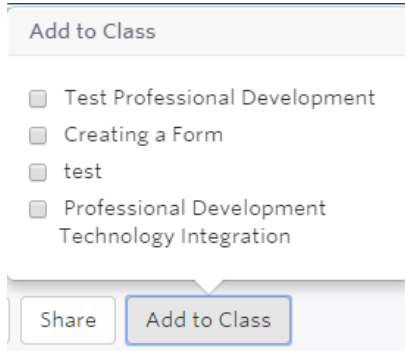 Add to Class
Test Professional Development
Creating a Form
test
Professional Development
Technology Integration
Share
Add to Class